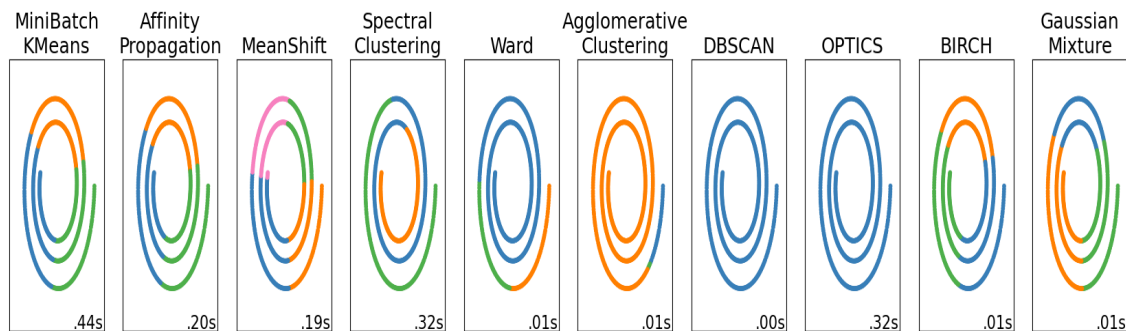 MiniBatch
KMeans
Affinity
Propagation
MeanShift
Spectral
Clustering
Ward
Agglomerative
Clustering
DBSCAN
OPTICS
BIRCH
Gaussian
Mixture
.44s
.20s
.19s
.32s
.01s
.01s
.00s
.32s
.01s
.01s